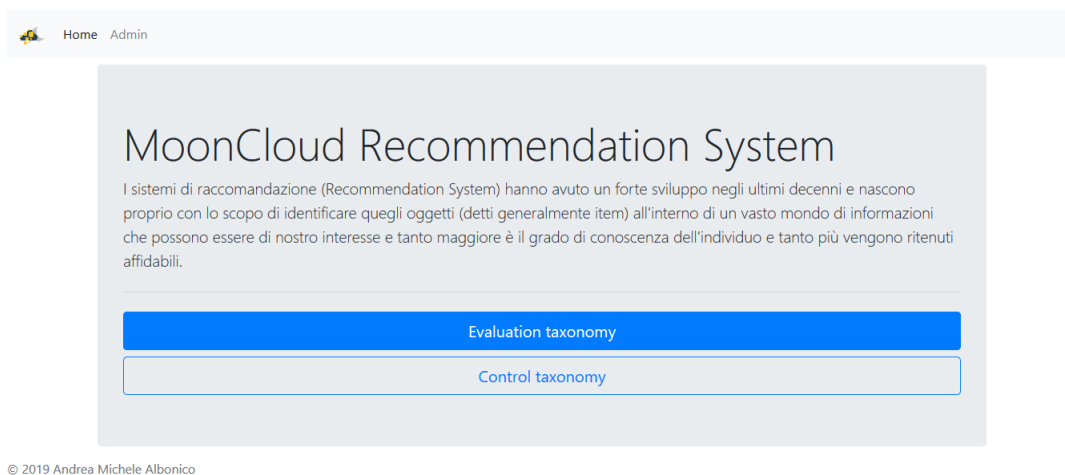 Home Admin
MoonCloud Recommendation System
I sistemi di raccomandazione (Recommendation System) hanno avuto un forte sviluppo negli ultimi decenni e nascono
proprio con lo scopo di identificare quegli oggetti (detti generalmente item) all'interno di un vasto mondo di informazioni
che possono essere di nostro interesse e tanto maggiore è il grado di conoscenza dell'individuo e tanto più vengono ritenuti
affidabili.
Evaluation taxonomy
Control taxonomy
© 2019 Andrea Michele Albonico